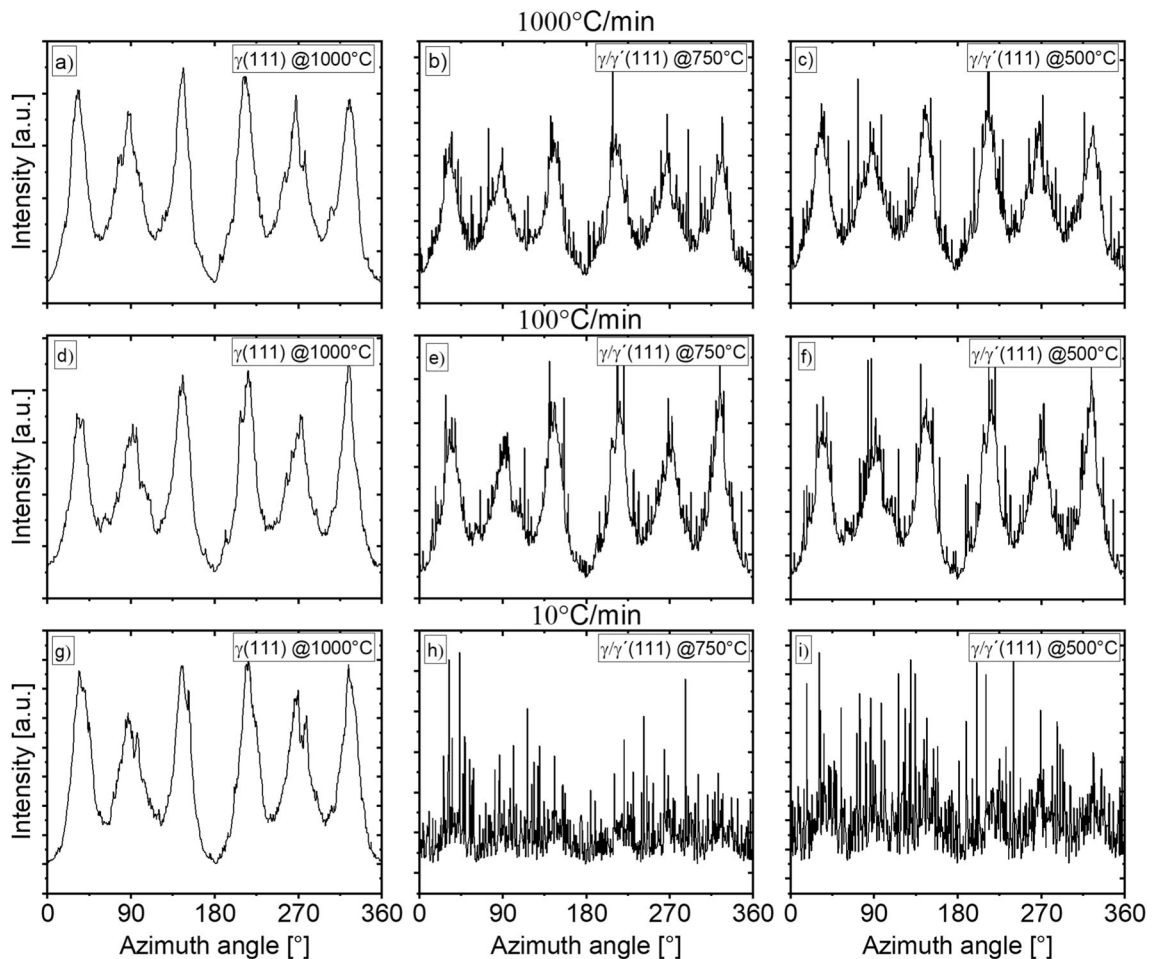 1000°C/min
a) γ(111) @1000°C
b) γ/γ´(111) @750°C
c) γ/γ´(111) @500°C
Intensity [a.u.]
100°C/min
d) γ(111) @1000°C
e) γ/γ´(111) @750°C
f) γ/γ´(111) @500°C
Intensity [a.u.]
10°C/min
g) γ(111) @1000°C
h) γ/γ´(111) @750°C
i) γ/γ´(111) @500°C
Intensity [a.u.]
0 90 180 270 360
0 90 180 270 360
0 90 180 270 360
Azimuth angle [°]
Azimuth angle [°]
Azimuth angle [°]